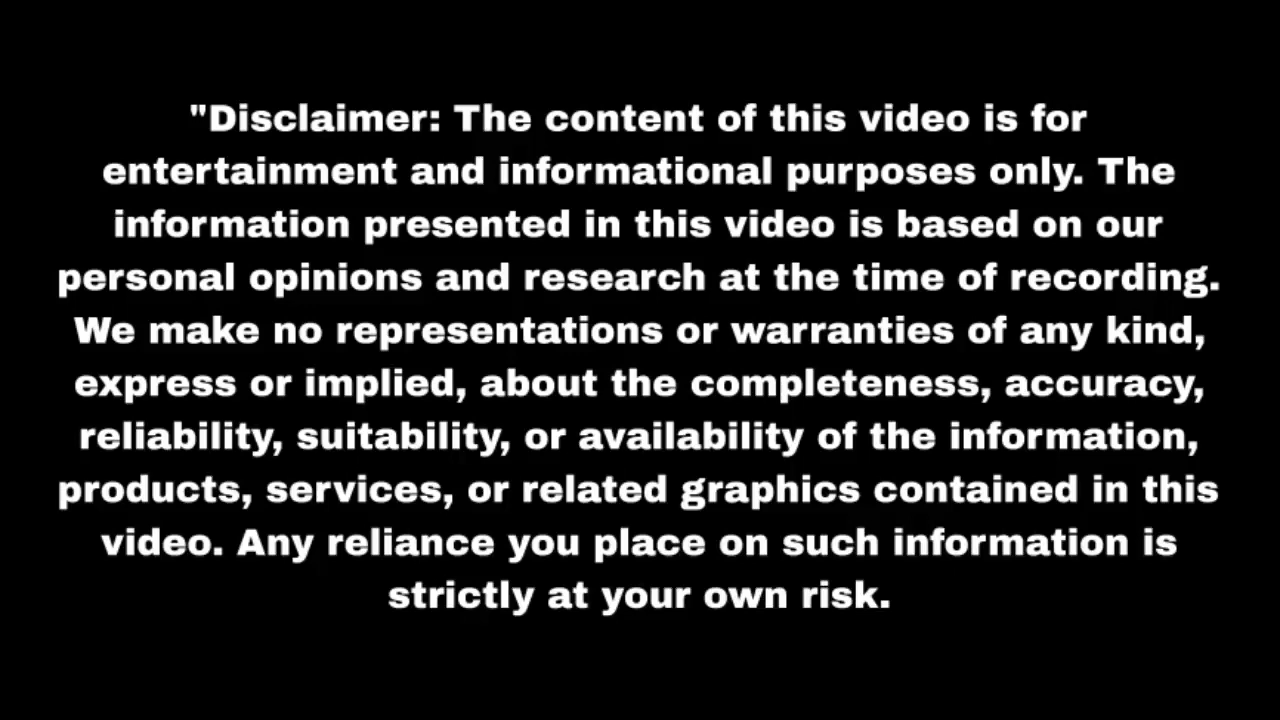 "Disclaimer: The content of this video is for
entertainment and informational purposes only. The
information presented in this video is based on our
personal opinions and research at the time of recording.
We make no representations or warranties of any kind,
express or implied, about the completeness, accuracy,
reliability, suitability, or availability of the information,
products, services, or related graphics contained in this
video. Any reliance you place on such information is
strictly at your own risk.